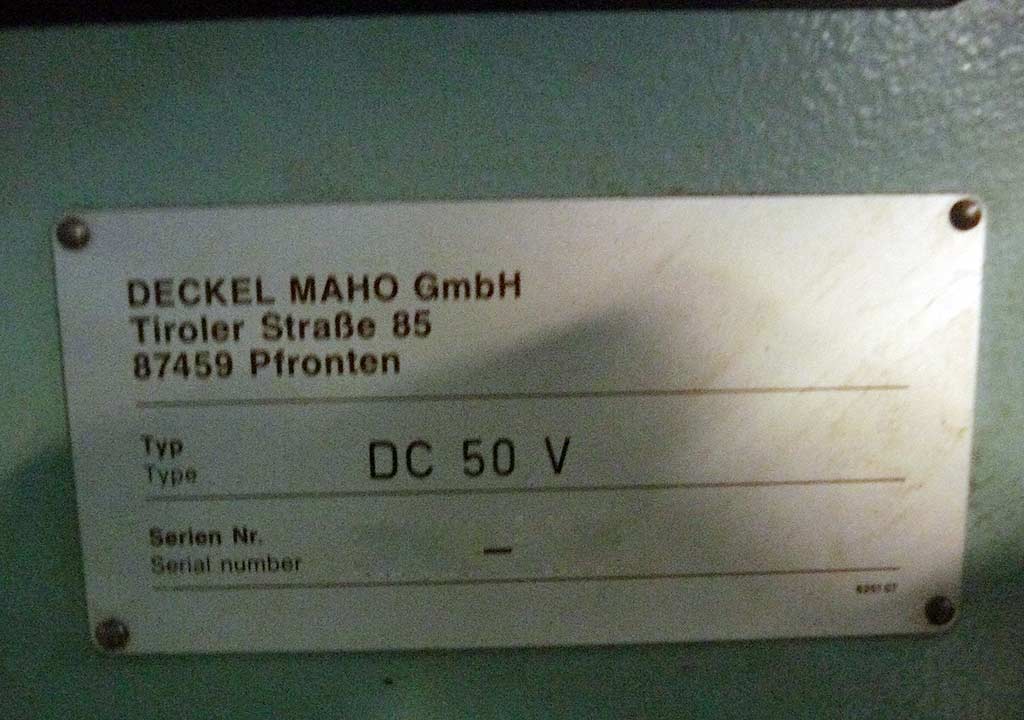 DECKEL MAHO GmbH
Tiroler Straße 85
87459 Pfronten
Typ
Type
DC 50 V
Serien Nr.
Serial number
–